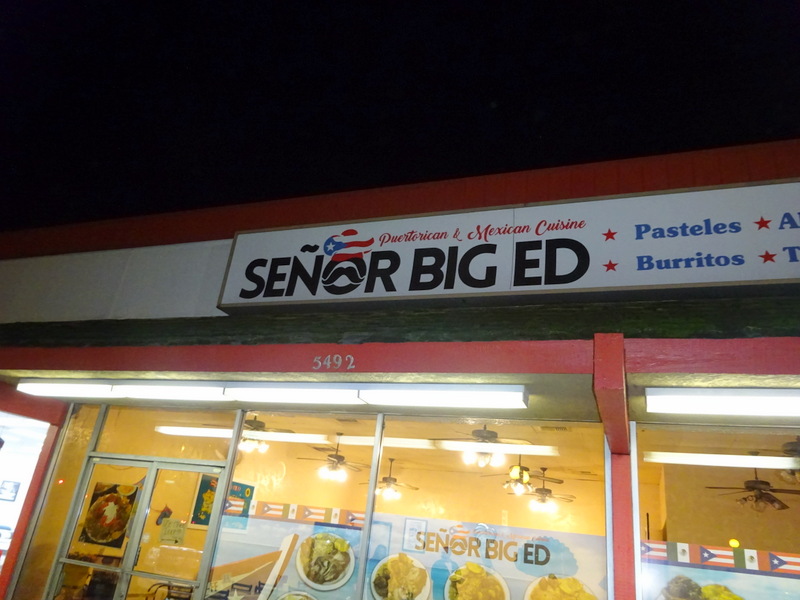 Puertorican & Mexican Cuisine
SEÑOR BIG ED
Pasteles
Burritos
5492
SEÑOR BIG ED